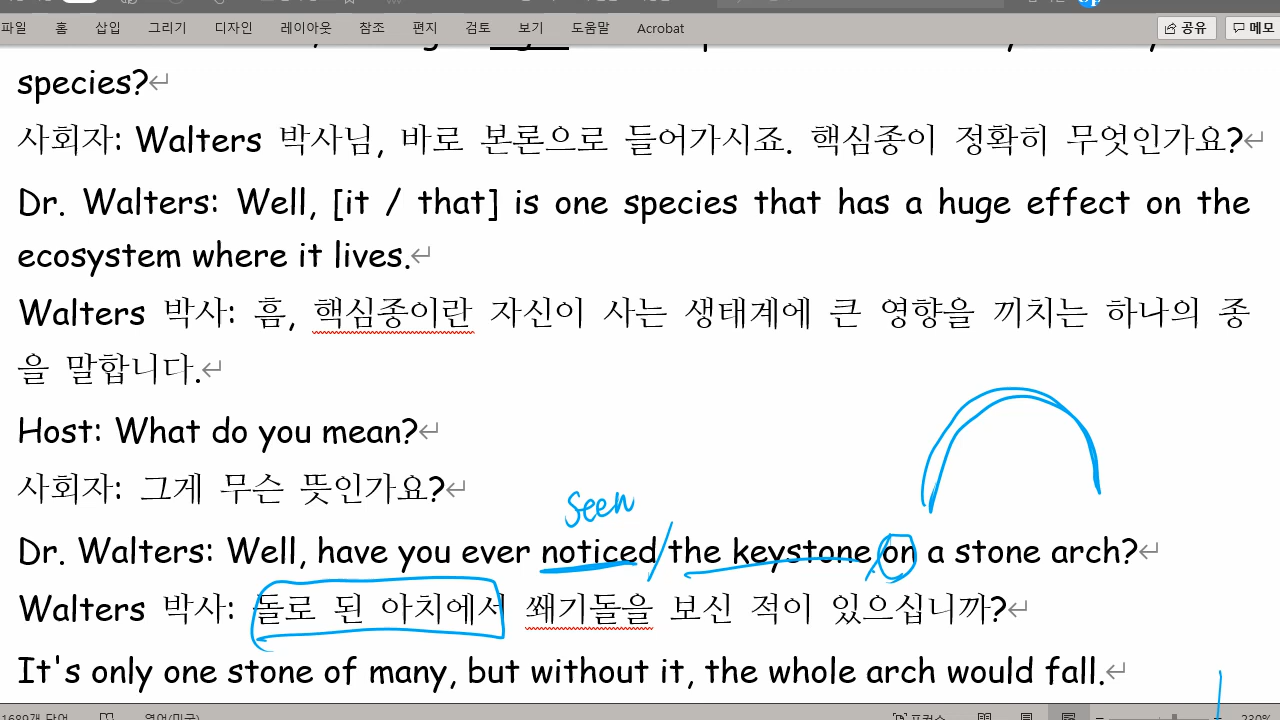 파일 홈 삽입 그리기 디자인 레이아웃 참조 편지 검토 보기 도움말 Acrobat 공유 메모
species?
사회자: Walters 박사님, 바로 본론으로 들어가시죠. 핵심종이 정확히 무엇인가요?
Dr. Walters: Well, [it / that] is one species that has a huge effect on the
ecosystem where it lives.
Walters 박사: 흠, 핵심종이란 자신이 사는 생태계에 큰 영향을 끼치는 하나의 종
을 말합니다.
Host: What do you mean?
사회자: 그게 무슨 뜻인가요?
seen
Dr. Walters: Well, have you ever noticed the keystone on a stone arch?
Walters 박사: 돌로 된 아치에서 쐐기돌을 보신 적이 있으십니까?
It's only one stone of many, but without it, the whole arch would fall.